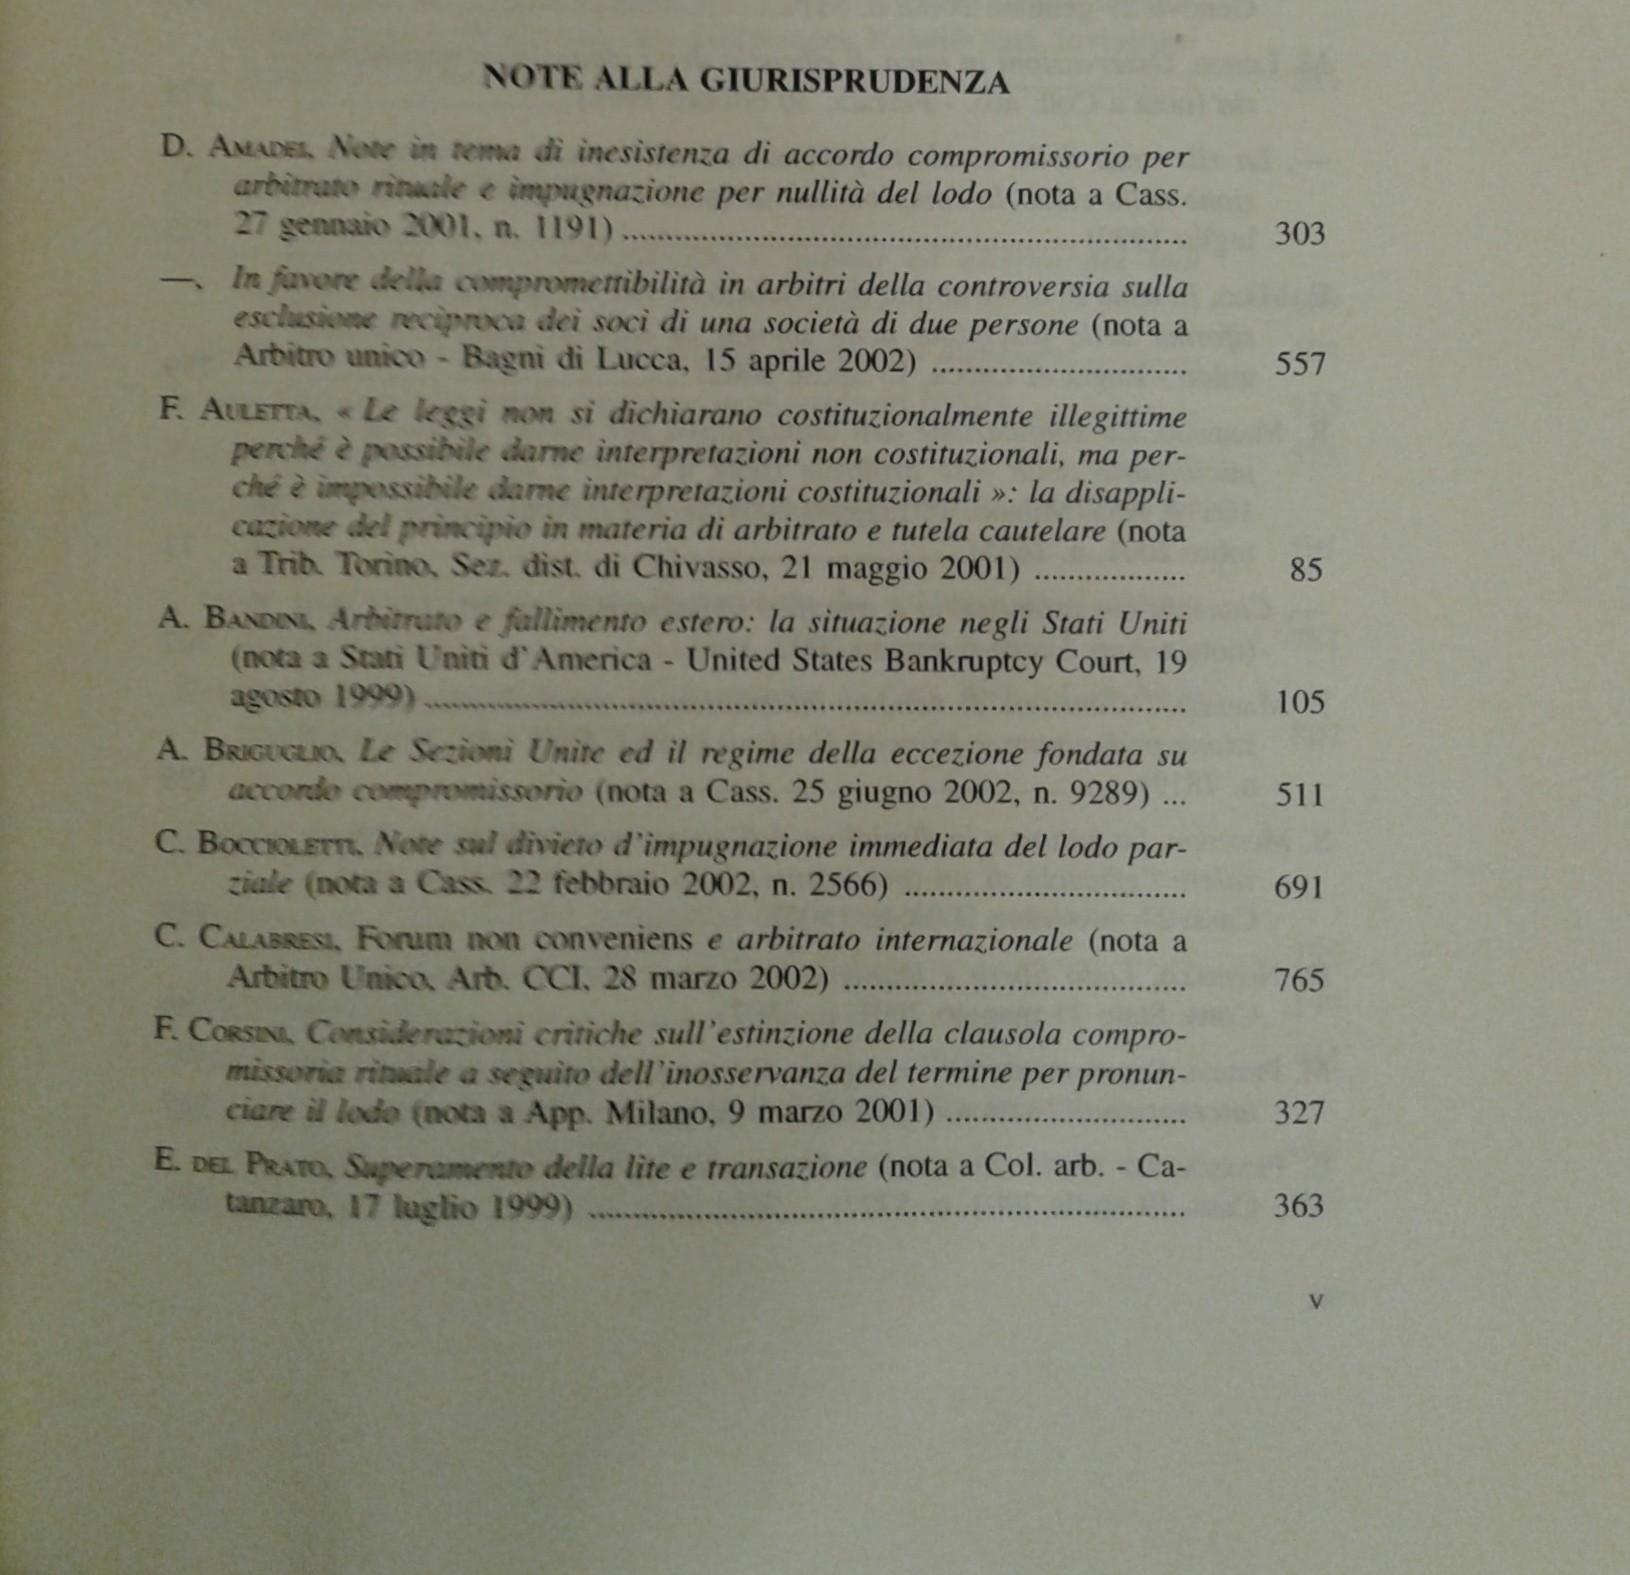 NOTE ALLA GIURISPRUDENZA
D. AMADEI, Note in tema di inesistenza di accordo compromissorio per
arbitrato rituale e impugnazione per nullità del lodo (nota a Cass.
27 gennaio 2001, n. 1191) ........ 303
—, In favore della compromettibilità in arbitri della controversia sulla
esclusione reciproca dei soci di una società di due persone (nota a
Arbitro unico - Bagni di Lucca, 15 aprile 2002) ........ 557
F. AULETTA, « Le leggi non si dichiarano costituzionalmente illegittime
perché è possibile darne interpretazioni non costituzionali, ma per-
ché è impossibile darne interpretazioni costituzionali »: la disappli-
cazione del principio in materia di arbitrato e tutela cautelare (nota
a Trib. Torino, Sez. dist. di Chivasso, 21 maggio 2001) ........ 85
A. BANDINI, Arbitrato e fallimento estero: la situazione negli Stati Uniti
(nota a Stati Uniti d'America - United States Bankruptcy Court, 19
agosto 1999) ........ 105
A. BRIGUGLIO, Le Sezioni Unite ed il regime della eccezione fondata su
accordo compromissorio (nota a Cass. 25 giugno 2002, n. 9289) ... 511
C. BOCCIOLETTI, Note sul divieto d'impugnazione immediata del lodo par-
ziale (nota a Cass. 22 febbraio 2002, n. 2566) ........ 691
C. CALABRESI, Forum non conveniens e arbitrato internazionale (nota a
Arbitro Unico, Arb. CCI, 28 marzo 2002) ........ 765
F. CORSINI, Considerazioni critiche sull'estinzione della clausola compro-
missoria rituale a seguito dell'inosservanza del termine per pronun-
ciare il lodo (nota a App. Milano, 9 marzo 2001) ........ 327
E. DEL PRATO, Superamento della lite e transazione (nota a Col. arb. - Ca-
tanzaro, 17 luglio 1999) ........ 363
V